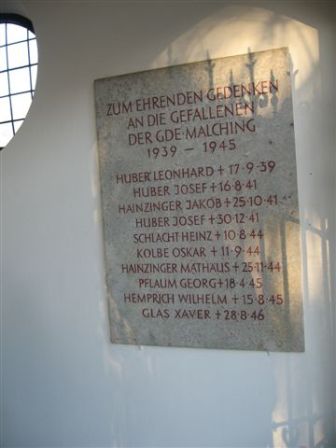 ZUM EHRENDEN GEDENKEN
AN DIE GEFALLENEN
DER GDE·MALCHING
1939 – 1945
HUBER LEONHARD + 17·9·39
HUBER JOSEF + 16·8·41
HAINZINGER JAKOB + 25·10·41
HUBER JOSEF + 30·12·41
SCHLACHT HEINZ + 10·8·44
KOLBE OSKAR + 11·9·44
HAINZINGER MATHÄUS + 25·11·44
PFLAUM GEORG + 18·4·45
HEMPRICH WILHELM + 15·8·45
GLAS XAVER + 28·8·46